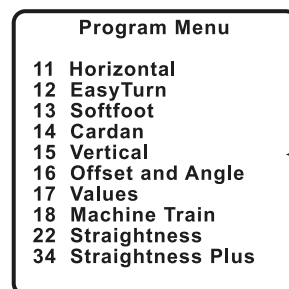 Program Menu
11 Horizontal
12 EasyTurn
13 Softfoot
14 Cardan
15 Vertical
16 Offset and Angle
17 Values
18 Machine Train
22 Straightness
34 Straightness Plus